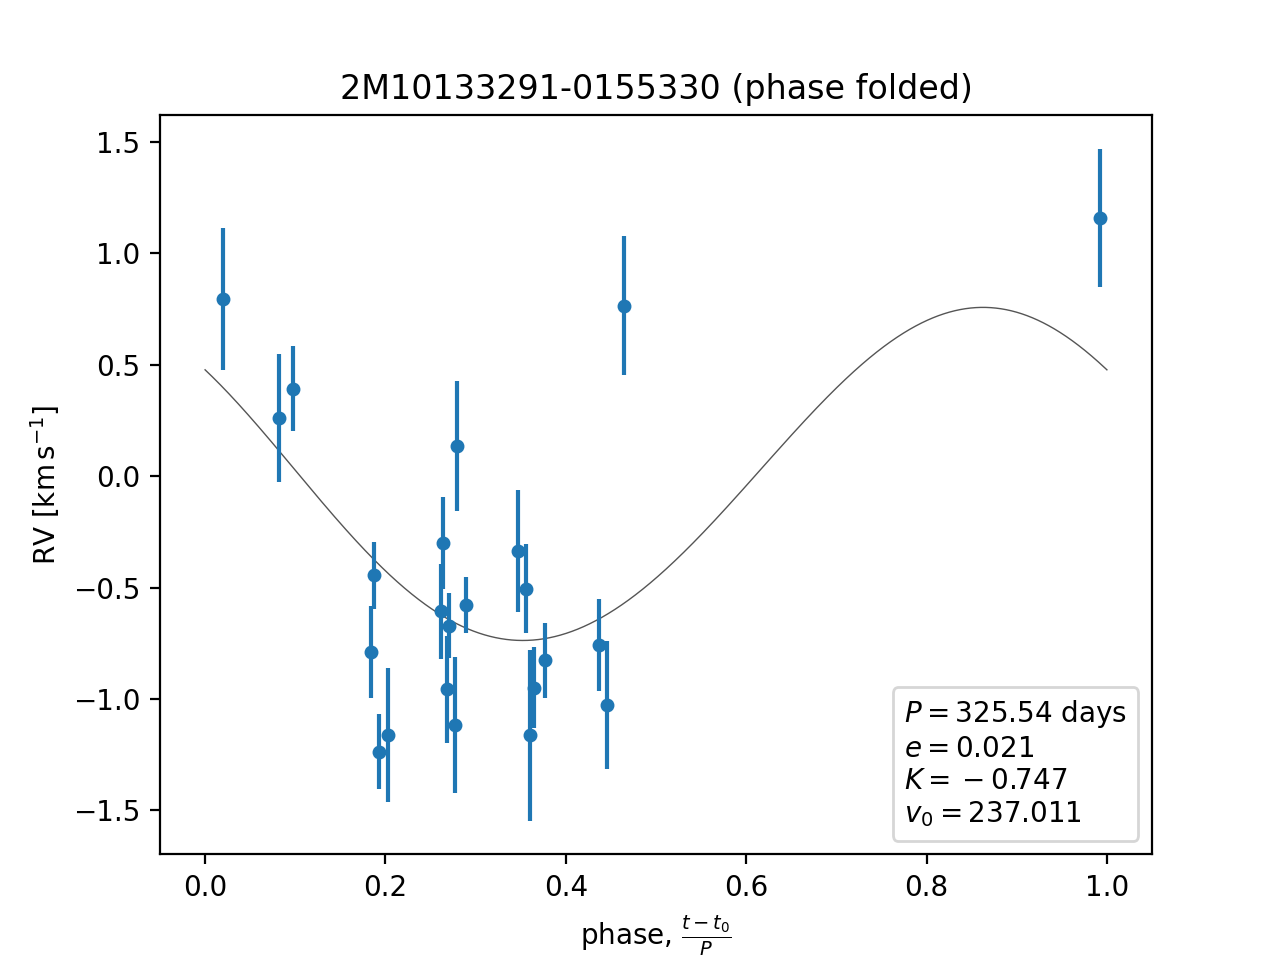 2M10133291-0155330 (phase folded)
1.5
1.0
0.5
0.0
−0.5
−1.0
−1.5
RV [km s⁻¹]
P = 325.54 days
e = 0.021
K = −0.747
v₀ = 237.011
0.0 0.2 0.4 0.6 0.8 1.0
phase, (t − t₀)/P